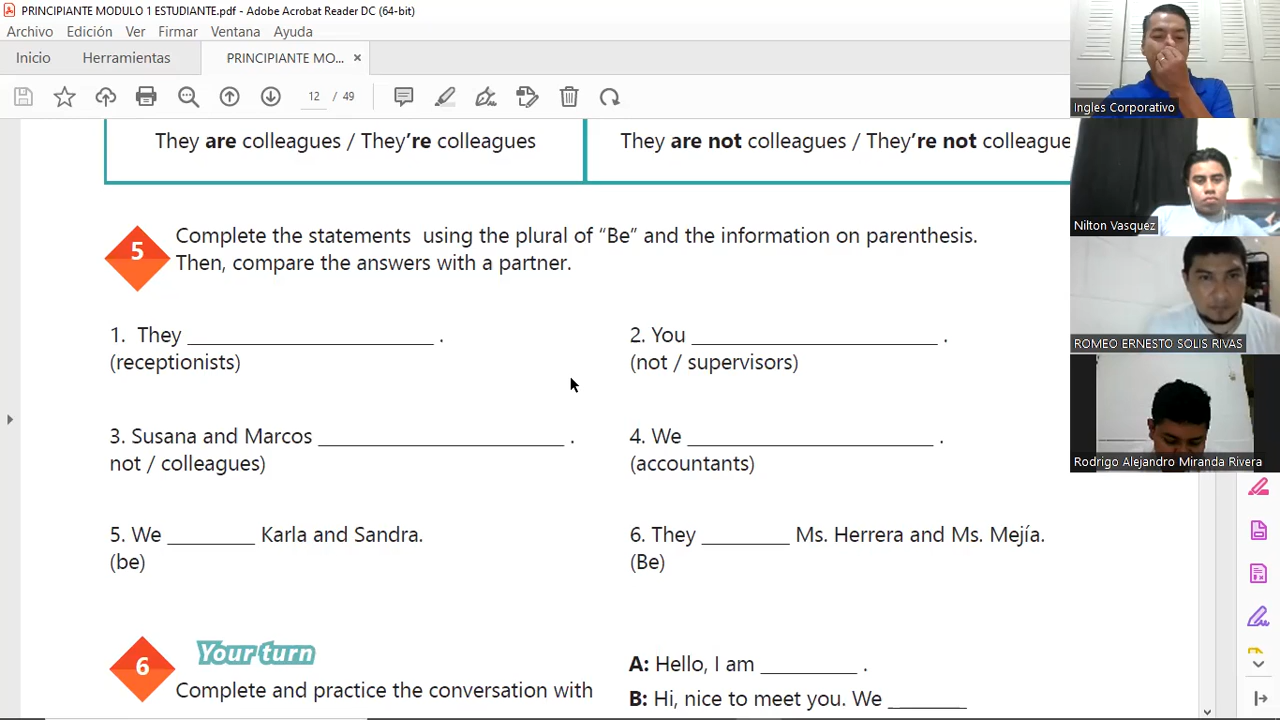 PRINCIPIANTE MODULO 1 ESTUDIANTE.pdf - Adobe Acrobat Reader DC (64-bit)
Archivo Edición Ver Firmar Ventana Ayuda
Inicio Herramientas PRINCIPIANTE MO... ×
12 / 49
They are colleagues / They're colleagues
They are not colleagues / They're not colleague
5
Complete the statements using the plural of “Be” and the information on parenthesis.
Then, compare the answers with a partner.
1. They ______________________ .
(receptionists)
2. You ______________________ .
(not / supervisors)
3. Susana and Marcos ______________________ .
not / colleagues)
4. We ______________________ .
(accountants)
5. We ________ Karla and Sandra.
(be)
6. They ________ Ms. Herrera and Ms. Mejía.
(Be)
6
Your turn
Complete and practice the conversation with
A: Hello, I am _________ .
B: Hi, nice to meet you. We _______
Ingles Corporativo
Nilton Vasquez
ROMEO ERNESTO SOLIS RIVAS
Rodrigo Alejandro Miranda Rivera